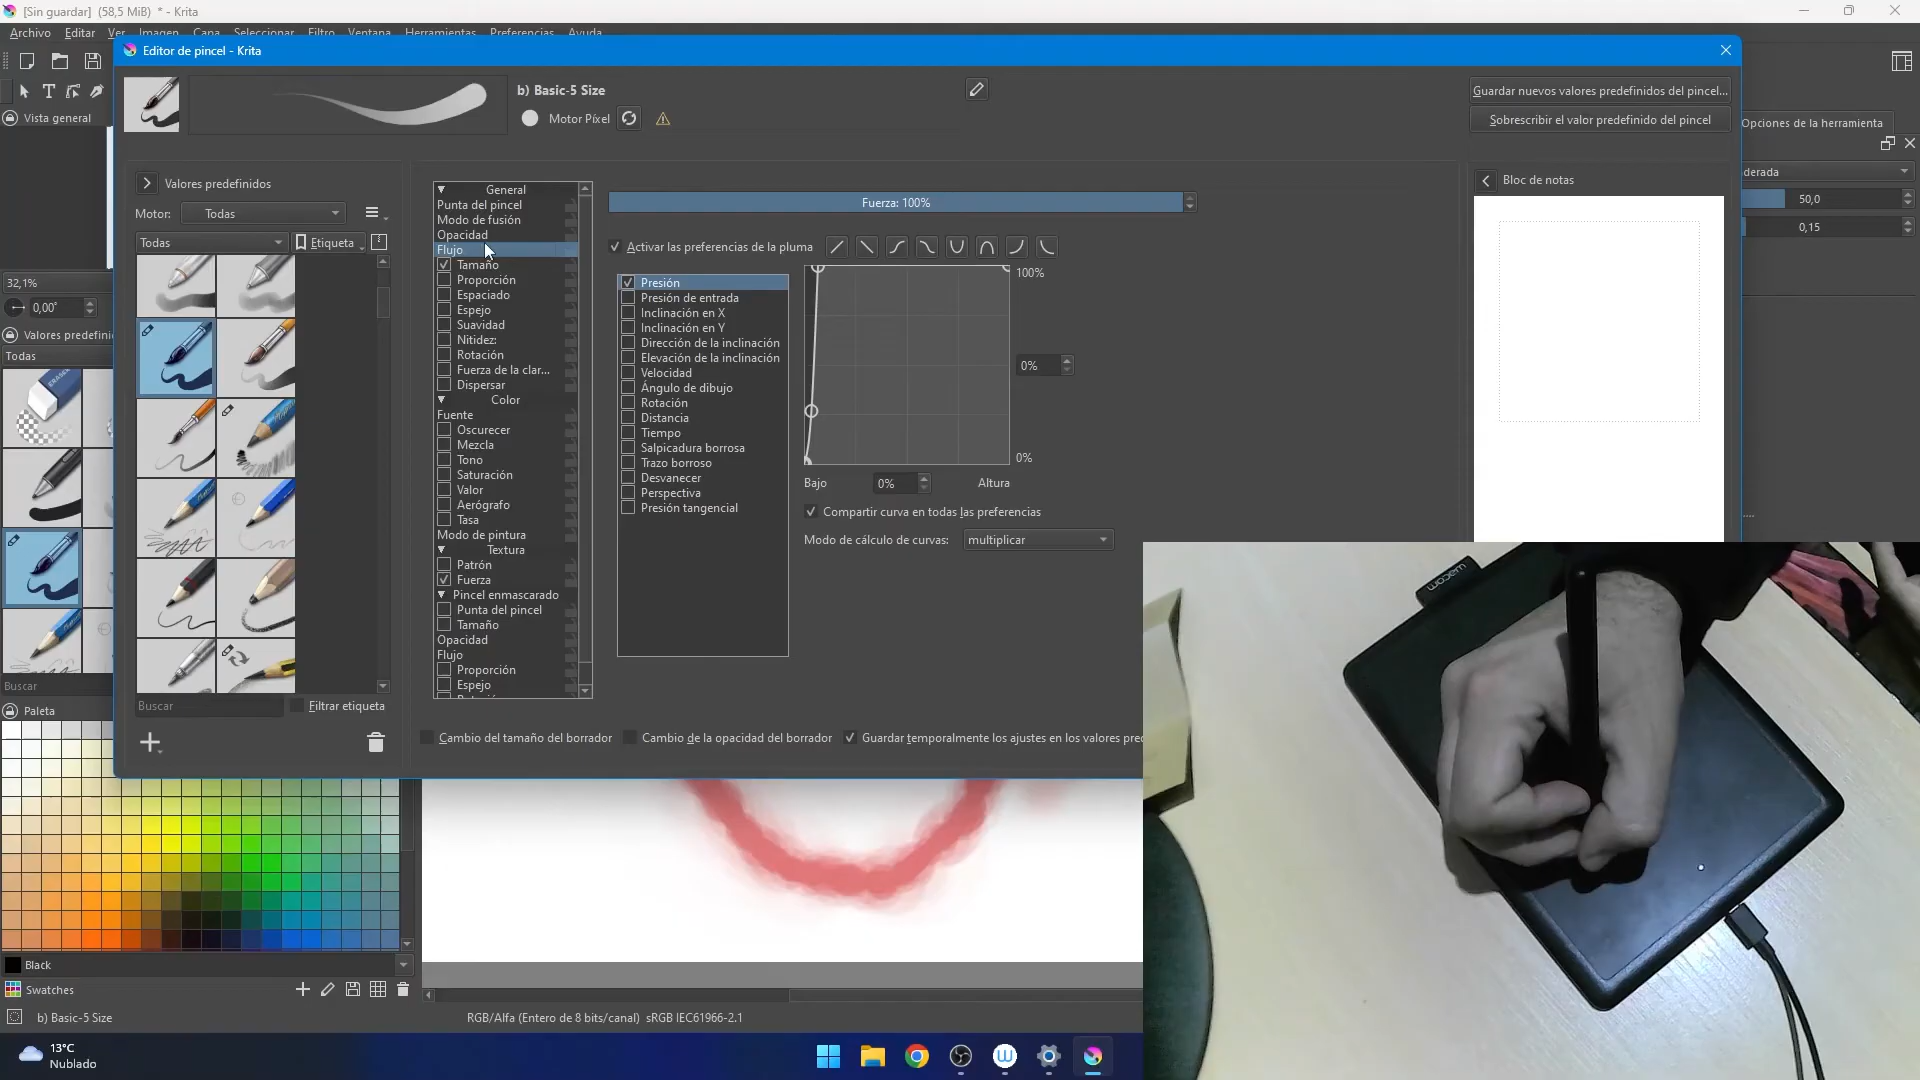 [Sin guardar] (58,5 MiB) * - Krita
Archivo Editar Ver Imagen Capa Seleccionar Filtro Ventana Herramientas Preferencias Ayuda
Editor de pincel - Krita
b) Basic-5 Size
Motor Píxel
Guardar nuevos valores predefinidos del pincel...
Sobrescribir el valor predefinido del pincel
Vista general
Opciones de la herramienta
Valores predefinidos
Motor: Todas
Todas
Etiqueta
General
Punta del pincel
Modo de fusión
Opacidad
Flujo
Tamaño
Proporción
Espaciado
Espejo
Suavidad
Nitidez:
Rotación
Fuerza de la clar...
Dispersar
Color
Fuente
Oscurecer
Mezcla
Tono
Saturación
Valor
Aerógrafo
Tasa
Modo de pintura
Textura
Patrón
Fuerza
Pincel enmascarado
Punta del pincel
Tamaño
Opacidad
Flujo
Proporción
Espejo
Fuerza: 100%
Activar las preferencias de la pluma
Presión
Presión de entrada
Inclinación en X
Inclinación en Y
Dirección de la inclinación
Elevación de la inclinación
Velocidad
Ángulo de dibujo
Rotación
Distancia
Tiempo
Salpicadura borrosa
Trazo borroso
Desvanecer
Perspectiva
Presión tangencial
100%
0%
0%
Bajo 0% Altura
Compartir curva en todas las preferencias
Modo de cálculo de curvas: multiplicar
Bloc de notas
derada
50,0
0,15
32,1%
0,00°
Valores predefini
Todas
Buscar
Buscar
Filtrar etiqueta
Cambio del tamaño del borrador Cambio de la opacidad del borrador Guardar temporalmente los ajustes en los valores pre
Paleta
Black
Swatches
b) Basic-5 Size
RGB/Alfa (Entero de 8 bits/canal) sRGB IEC61966-2.1
13°C
Nublado
wacom